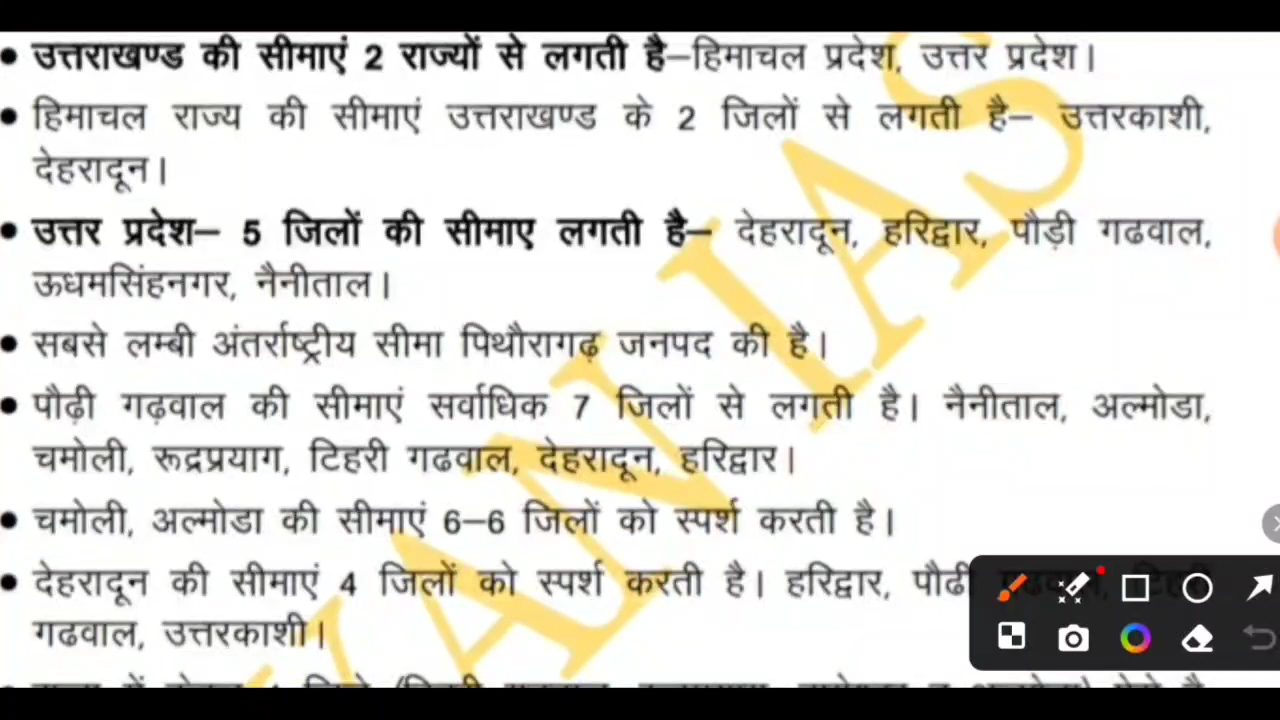 • उत्तराखण्ड की सीमाएं 2 राज्यों से लगती है–हिमाचल प्रदेश, उत्तर प्रदेश।
• हिमाचल राज्य की सीमाएं उत्तराखण्ड के 2 जिलों से लगती है– उत्तरकाशी,
देहरादून।
• उत्तर प्रदेश– 5 जिलों की सीमाए लगती है– देहरादून, हरिद्वार, पौड़ी गढवाल,
ऊधमसिंहनगर, नैनीताल।
• सबसे लम्बी अंतर्राष्ट्रीय सीमा पिथौरागढ़ जनपद की है।
• पौढ़ी गढ़वाल की सीमाएं सर्वाधिक 7 जिलों से लगती है। नैनीताल, अल्मोडा,
चमोली, रूद्रप्रयाग, टिहरी गढवाल, देहरादून, हरिद्वार।
• चमोली, अल्मोडा की सीमाएं 6–6 जिलों को स्पर्श करती है।
• देहरादून की सीमाएं 4 जिलों को स्पर्श करती है। हरिद्वार, पौढी
गढवाल, उत्तरकाशी।
IAS